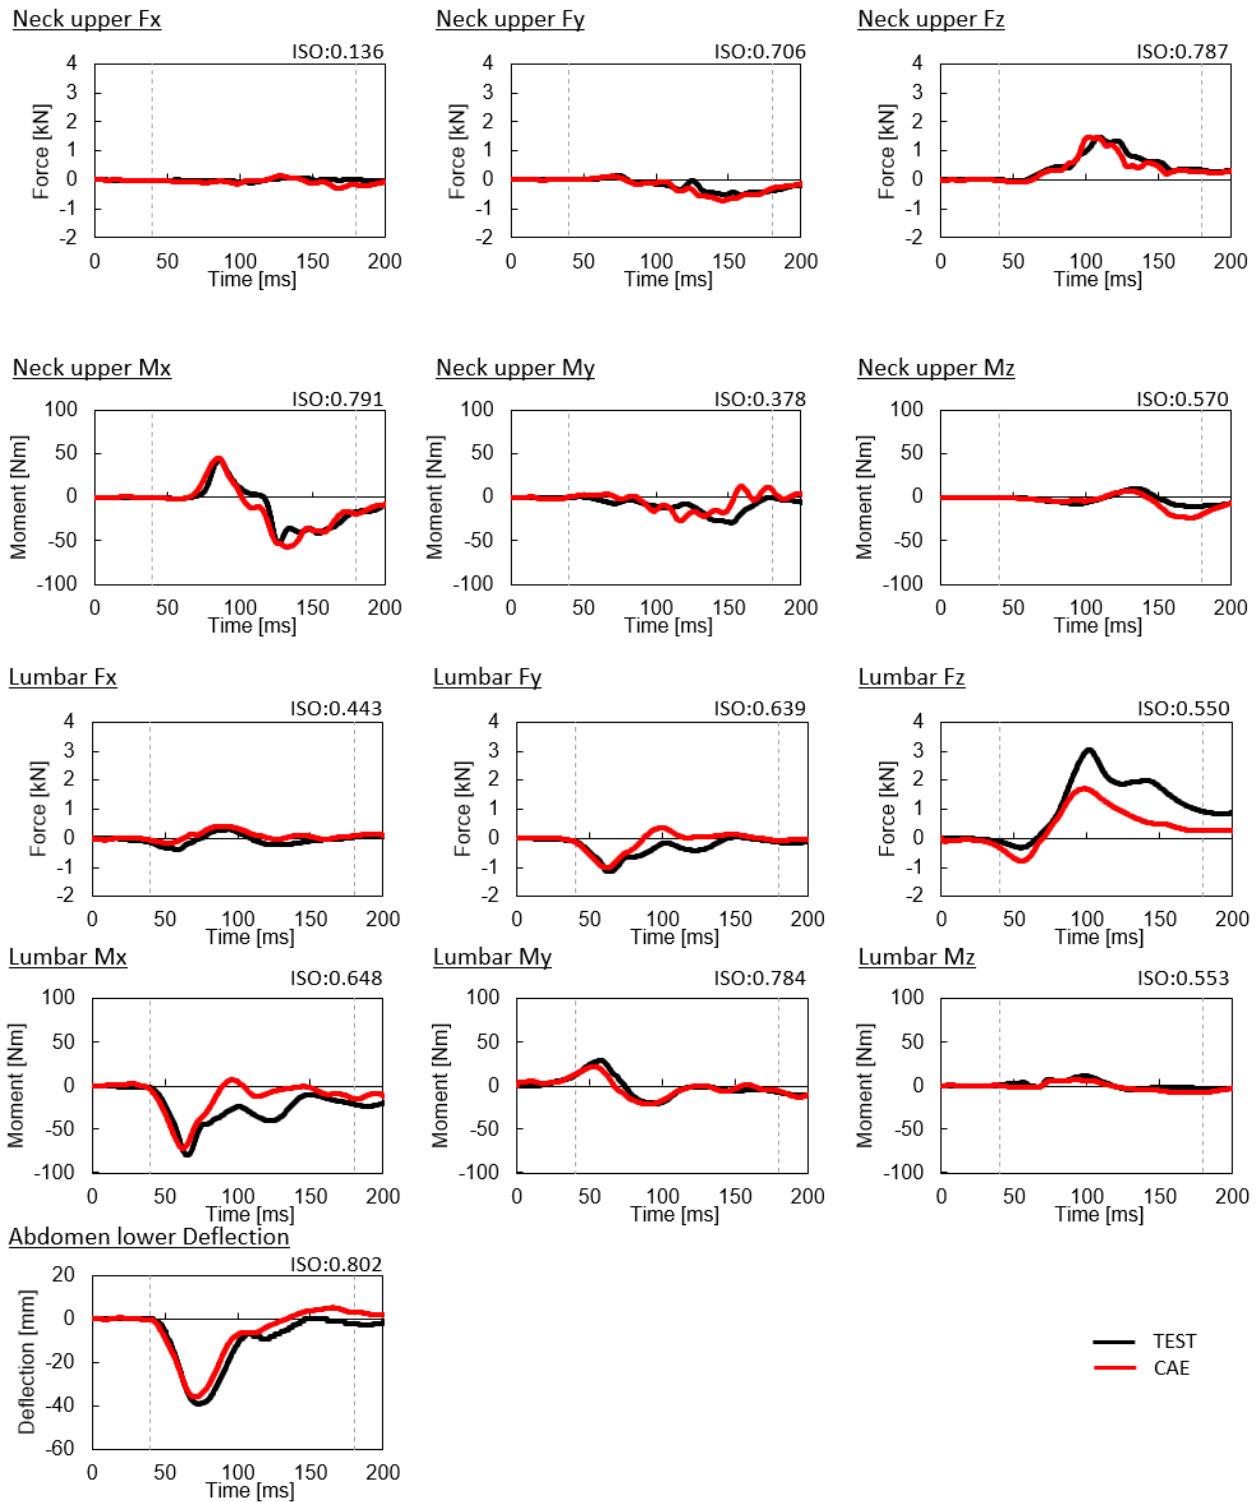 Neck upper Fx
Neck upper Fy
Neck upper Fz
ISO:0.136
ISO:0.706
ISO:0.787
Force [kN]
4
3
2
1
0
-1
-2
0 50 100 150 200
Time [ms]
Force [kN]
4
3
2
1
0
-1
-2
0 50 100 150 200
Time [ms]
Force [kN]
4
3
2
1
0
-1
-2
0 50 100 150 200
Time [ms]
Neck upper Mx
Neck upper My
Neck upper Mz
ISO:0.791
ISO:0.378
ISO:0.570
Moment [Nm]
100
50
0
-50
-100
0 50 100 150 200
Time [ms]
Moment [Nm]
100
50
0
-50
-100
0 50 100 150 200
Time [ms]
Moment [Nm]
100
50
0
-50
-100
0 50 100 150 200
Time [ms]
Lumbar Fx
Lumbar Fy
Lumbar Fz
ISO:0.443
ISO:0.639
ISO:0.550
Force [kN]
4
3
2
1
0
-1
-2
0 50 100 150 200
Time [ms]
Force [kN]
4
3
2
1
0
-1
-2
0 50 100 150 200
Time [ms]
Force [kN]
4
3
2
1
0
-1
-2
0 50 100 150 200
Time [ms]
Lumbar Mx
Lumbar My
Lumbar Mz
ISO:0.648
ISO:0.784
ISO:0.553
Moment [Nm]
100
50
0
-50
-100
0 50 100 150 200
Time [ms]
Moment [Nm]
100
50
0
-50
-100
0 50 100 150 200
Time [ms]
Moment [Nm]
100
50
0
-50
-100
0 50 100 150 200
Time [ms]
Abdomen lower Deflection
ISO:0.802
Deflection [mm]
20
0
-20
-40
-60
0 50 100 150 200
Time [ms]
TEST
CAE